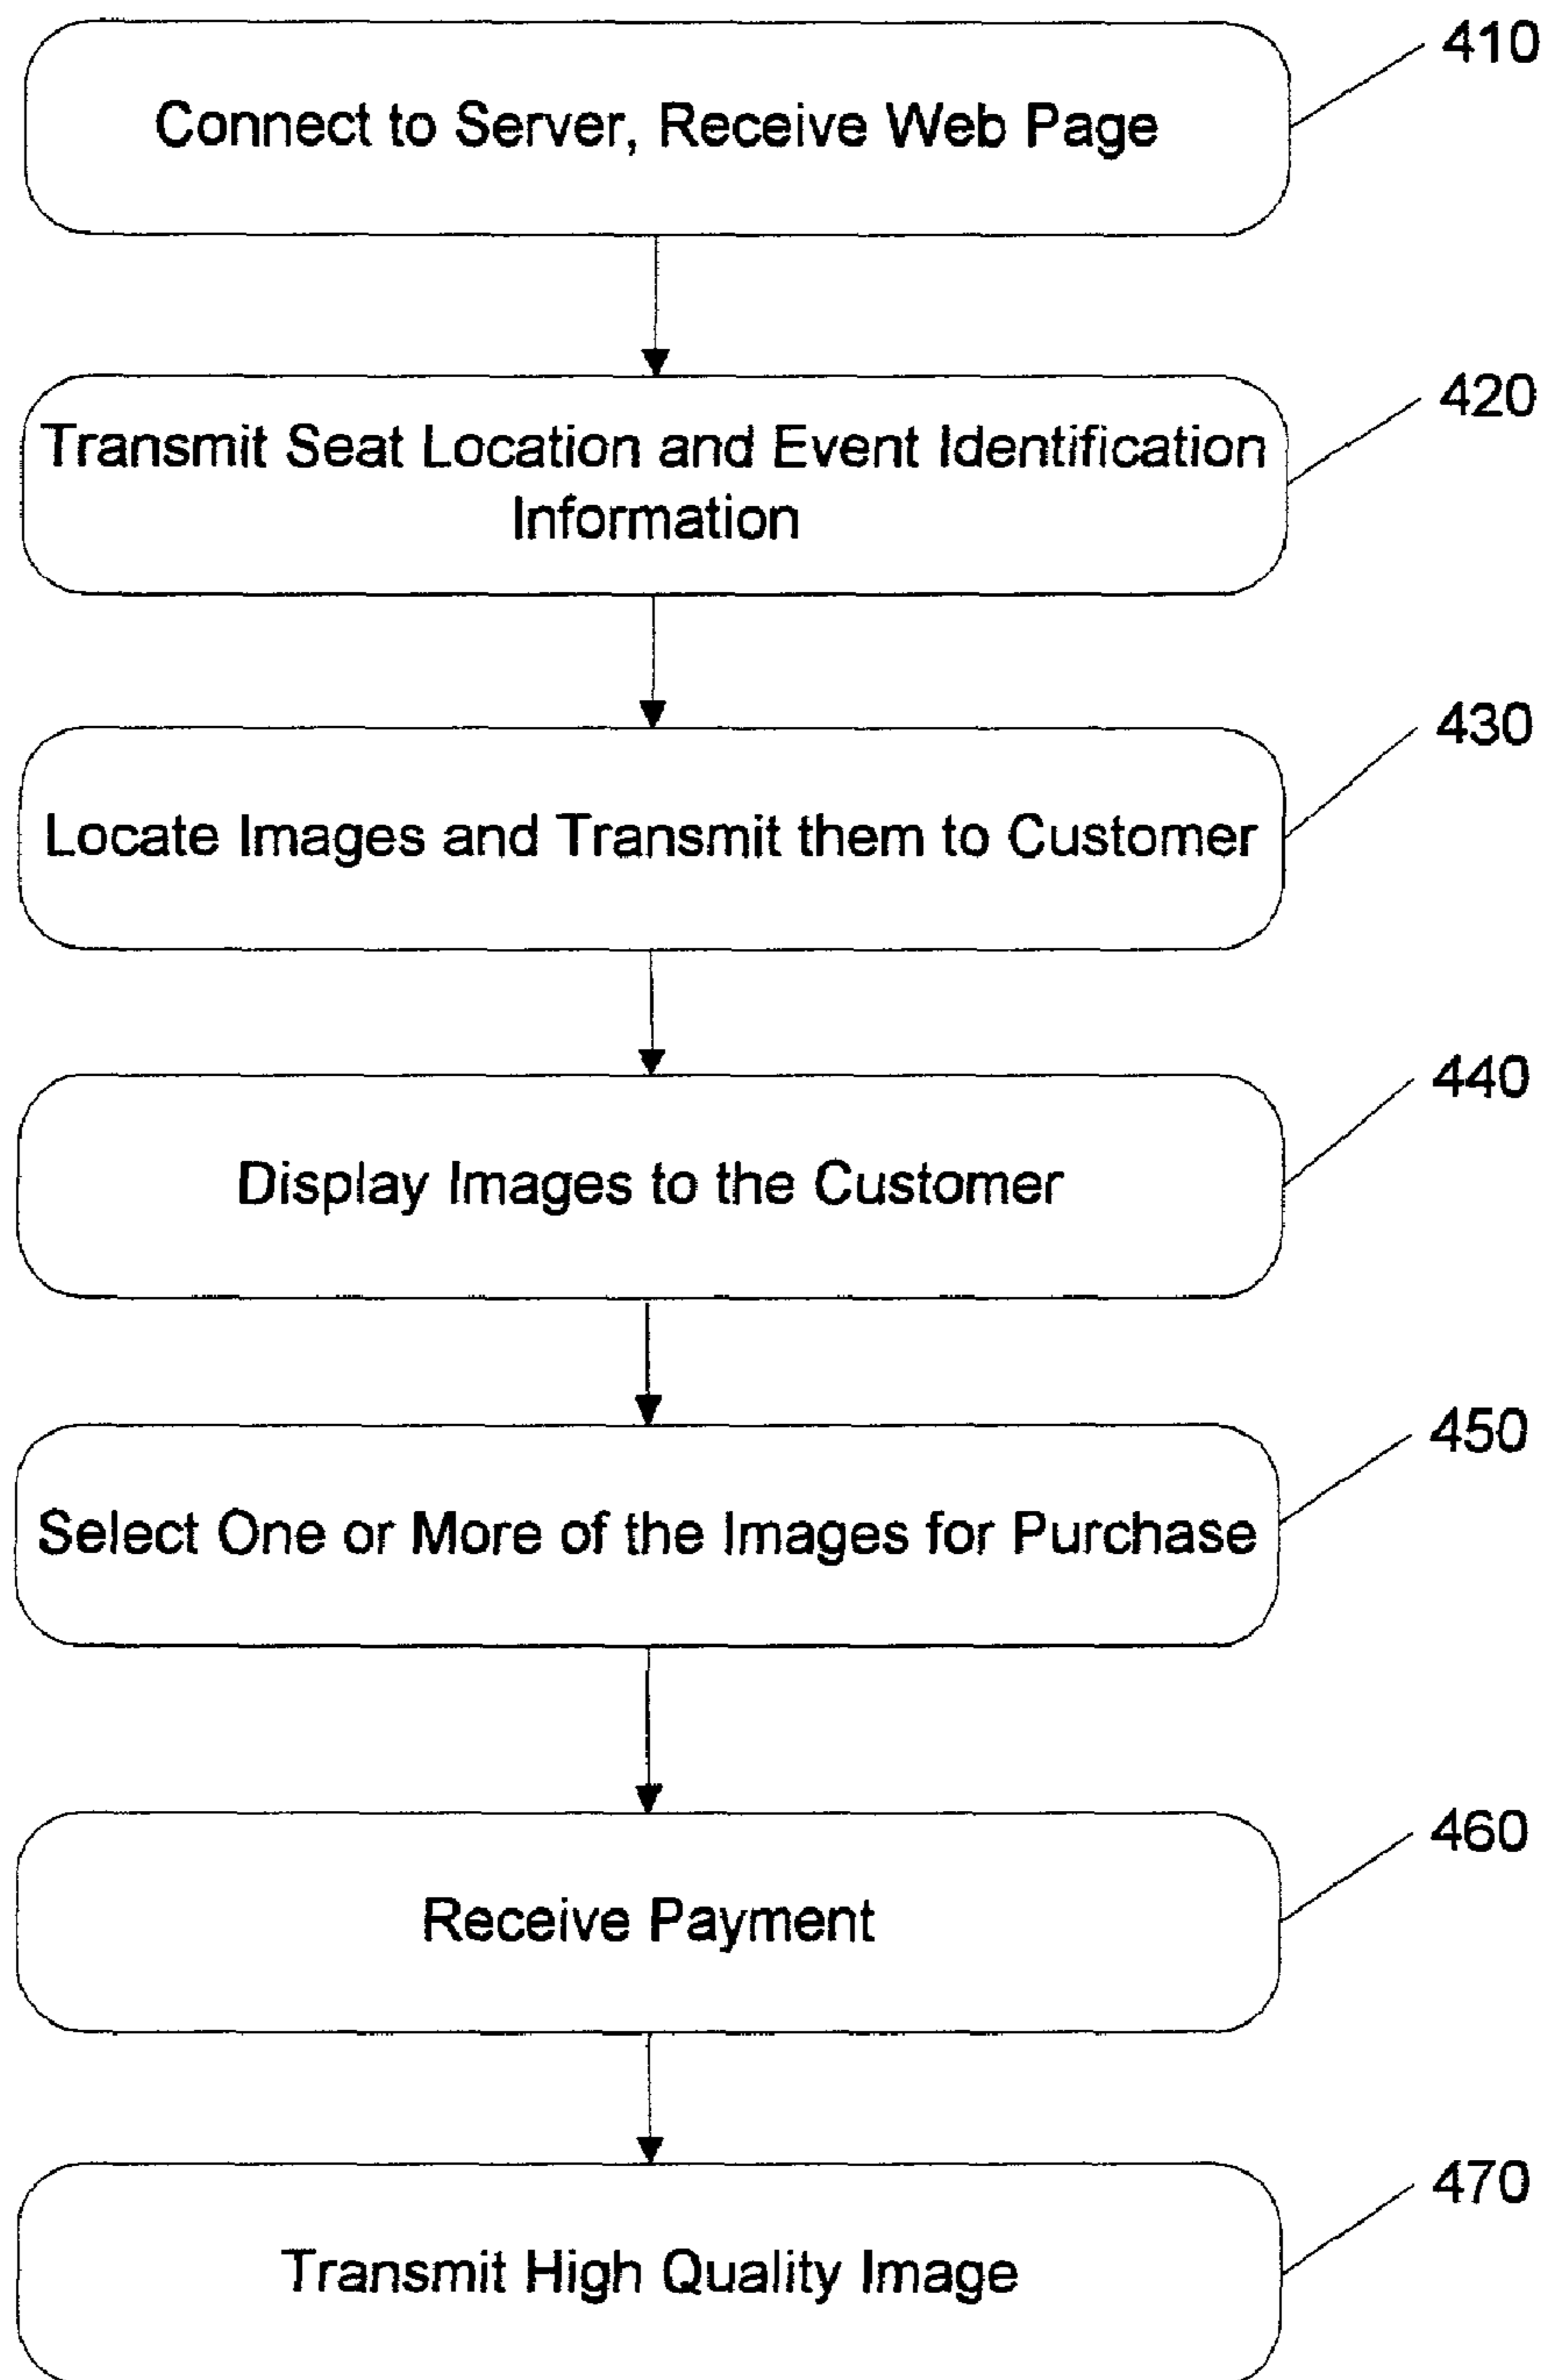 410
Connect to Server, Receive Web Page
420
Transmit Seat Location and Event Identification
Information
430
Locate Images and Transmit them to Customer
440
Display Images to the Customer
450
Select One or More of the Images for Purchase
460
Receive Payment
470
Transmit High Quality Image